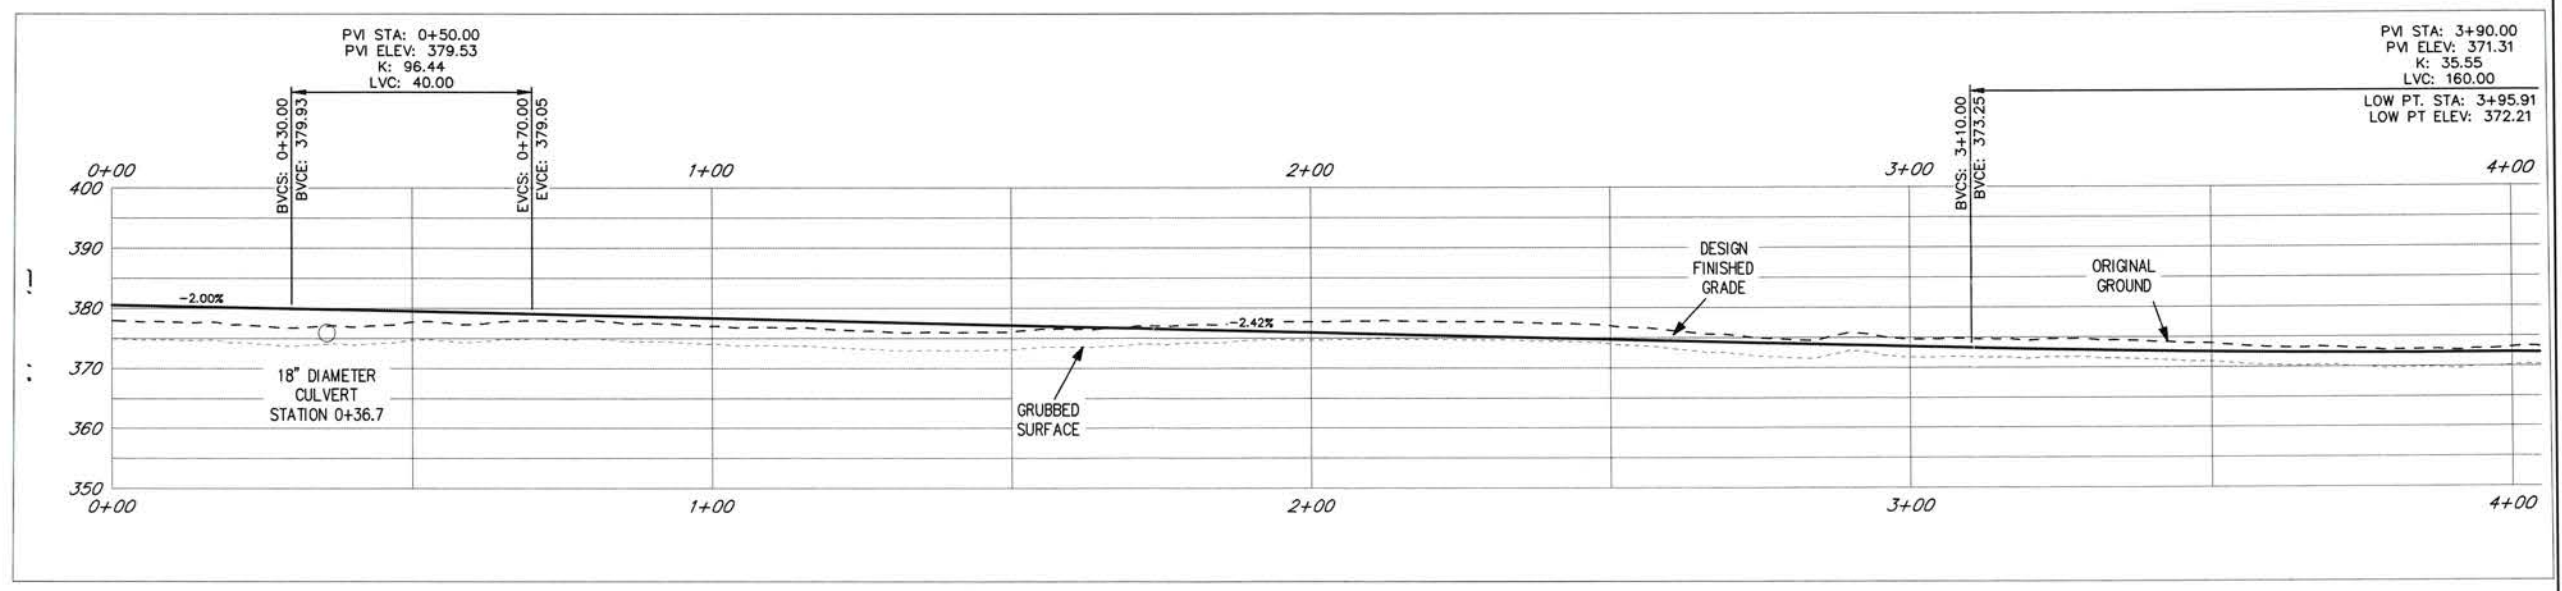 PVI STA: 0+50.00
PVI ELEV: 379.53
K: 96.44
LVC: 40.00
BVCS: 0+30.00
BVCE: 379.93
EVCS: 0+70.00
EVCE: 379.05
PVI STA: 3+90.00
PVI ELEV: 371.31
K: 35.55
LVC: 160.00
LOW PT. STA: 3+95.91
LOW PT ELEV: 372.21
BVCS: 3+10.00
BVCE: 373.25
0+00
1+00
2+00
3+00
4+00
400
390
380
370
360
350
-2.00%
-2.42%
DESIGN
FINISHED
GRADE
ORIGINAL
GROUND
18" DIAMETER
CULVERT
STATION 0+36.7
GRUBBED
SURFACE
0+00
1+00
2+00
3+00
4+00